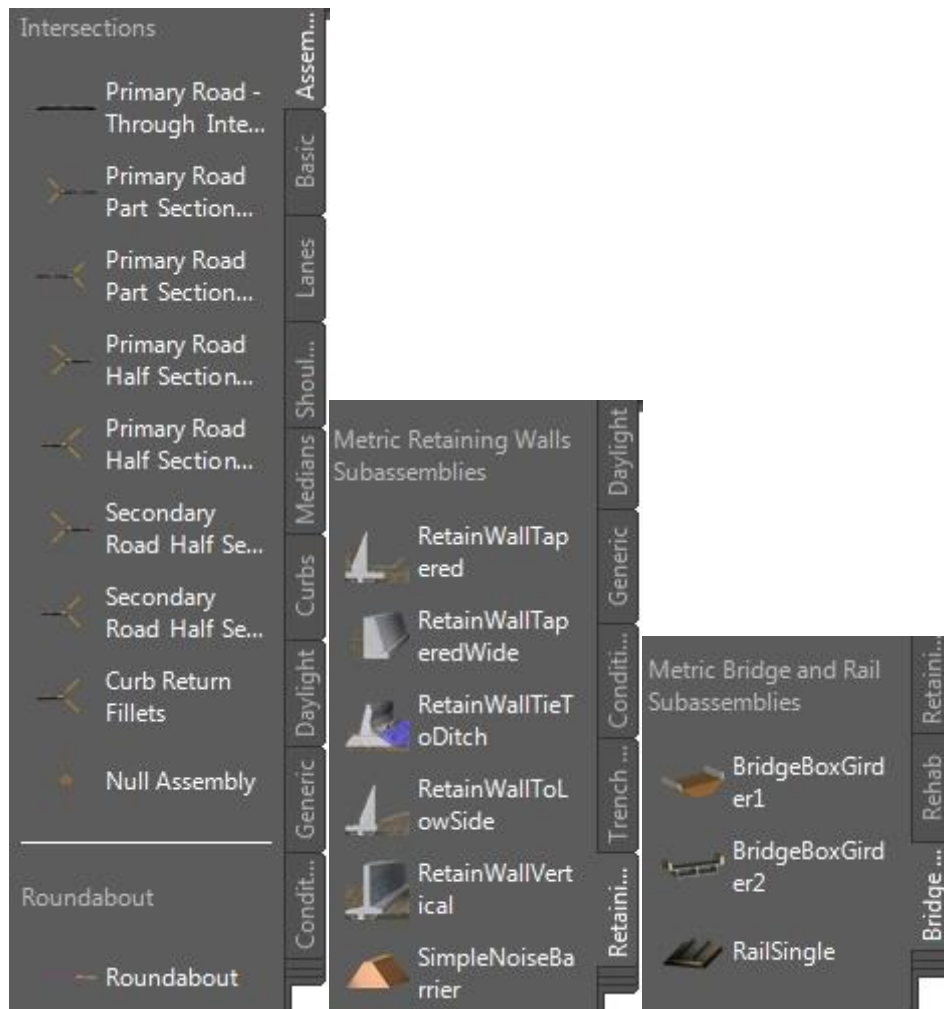 Intersections
Primary Road -
Through Inte...
Primary Road
Part Section...
Primary Road
Part Section...
Primary Road
Half Section...
Primary Road
Half Section...
Secondary
Road Half Se...
Secondary
Road Half Se...
Curb Return
Fillets
Null Assembly
Roundabout
Roundabout
Assem...
Basic
Lanes
Shoul...
Medians
Curbs
Daylight
Generic
Condit...
Metric Retaining Walls
Subassemblies
RetainWallTap
ered
RetainWallTap
eredWide
RetainWallTieT
oDitch
RetainWallToL
owSide
RetainWallVert
ical
SimpleNoiseBa
rrier
Daylight
Generic
Conditi...
Trench ...
Retaini...
Metric Bridge and Rail
Subassemblies
BridgeBoxGird
er1
BridgeBoxGird
er2
RailSingle
Retaini...
Rehab
Bridge ...